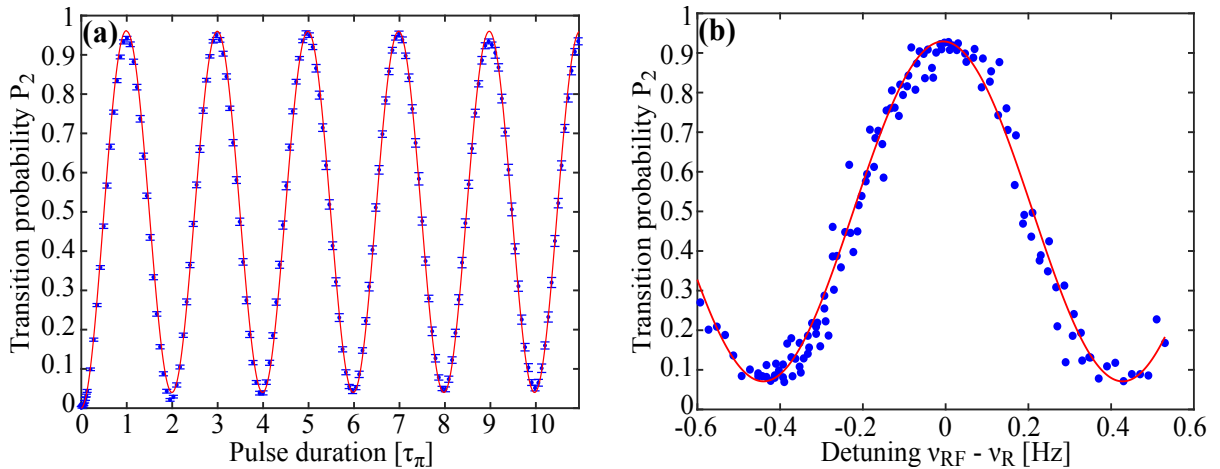 (a)
Transition probability P₂
1
0.9
0.8
0.7
0.6
0.5
0.4
0.3
0.2
0.1
0
0 1 2 3 4 5 6 7 8 9 10
Pulse duration [τπ]
(b)
Transition probability P₂
1
0.9
0.8
0.7
0.6
0.5
0.4
0.3
0.2
0.1
0
-0.6 -0.4 -0.2 0 0.2 0.4 0.6
Detuning νRF - νR [Hz]